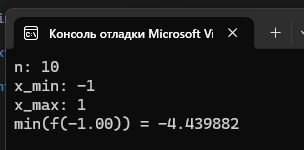 Консоль отладки Microsoft Vi
n: 10
x_min: -1
x_max: 1
min(f(-1.00)) = -4.439882